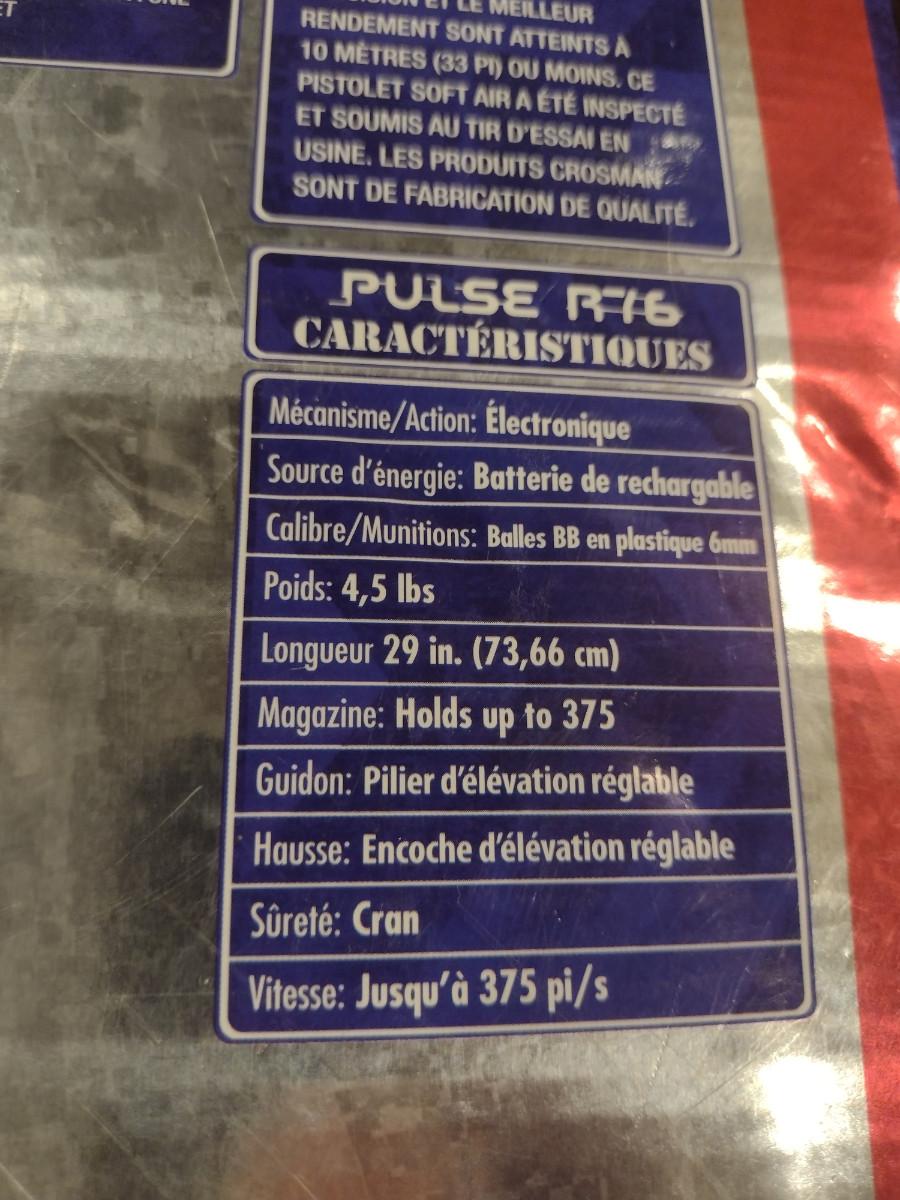 ET
ET LE MEILLEUR
RENDEMENT SONT ATTEINTS À
10 MÈTRES (33 PI) OU MOINS. CE
PISTOLET SOFT AIR A ÉTÉ INSPECTÉ
ET SOUMIS AU TIR D'ESSAI EN
USINE. LES PRODUITS CROSMAN
SONT DE FABRICATION DE QUALITÉ.
PULSE R76
CARACTÉRISTIQUES
Mécanisme/Action: Électronique
Source d'énergie: Batterie de rechargable
Calibre/Munitions: Balles BB en plastique 6mm
Poids: 4,5 lbs
Longueur 29 in. (73,66 cm)
Magazine: Holds up to 375
Guidon: Pilier d'élévation réglable
Hausse: Encoche d'élévation réglable
Sûreté: Cran
Vitesse: Jusqu'à 375 pi/s